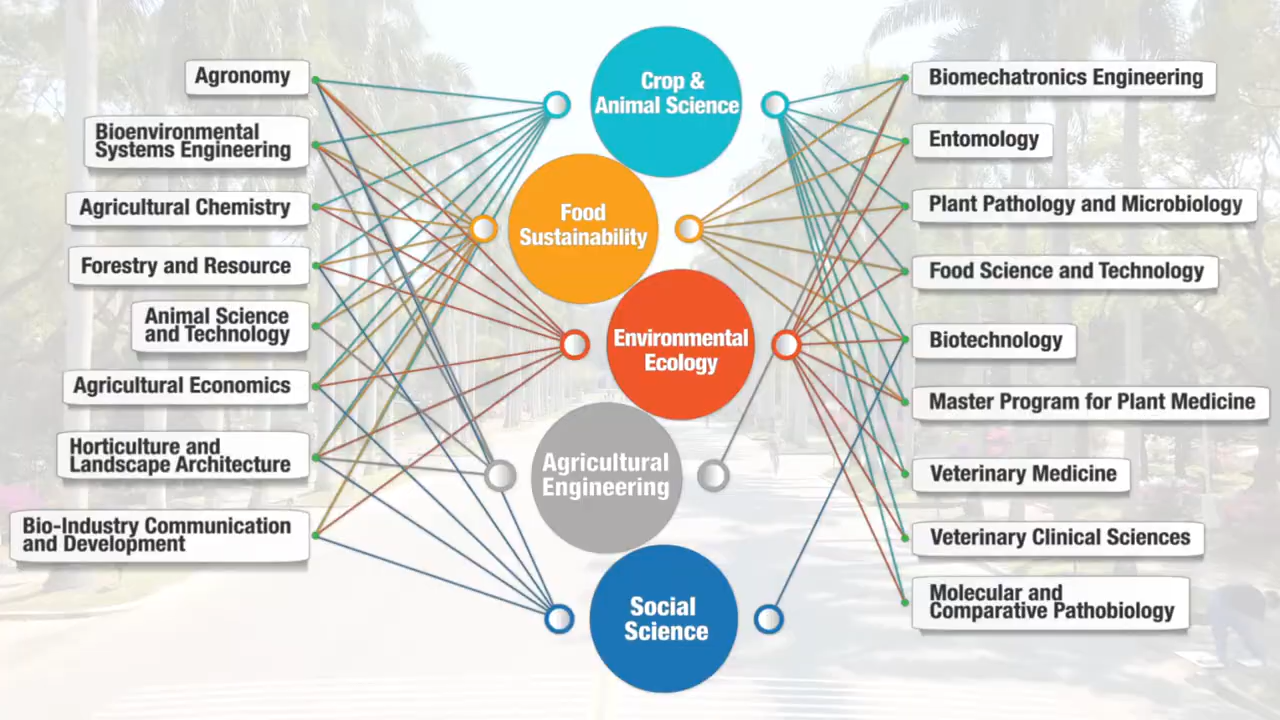 Agronomy
Bioenvironmental
Systems Engineering
Agricultural Chemistry
Forestry and Resource
Animal Science
and Technology
Agricultural Economics
Horticulture and
Landscape Architecture
Bio-Industry Communication
and Development
Crop &
Animal Science
Food
Sustainability
Environmental
Ecology
Agricultural
Engineering
Social
Science
Biomechatronics Engineering
Entomology
Plant Pathology and Microbiology
Food Science and Technology
Biotechnology
Master Program for Plant Medicine
Veterinary Medicine
Veterinary Clinical Sciences
Molecular and
Comparative Pathobiology